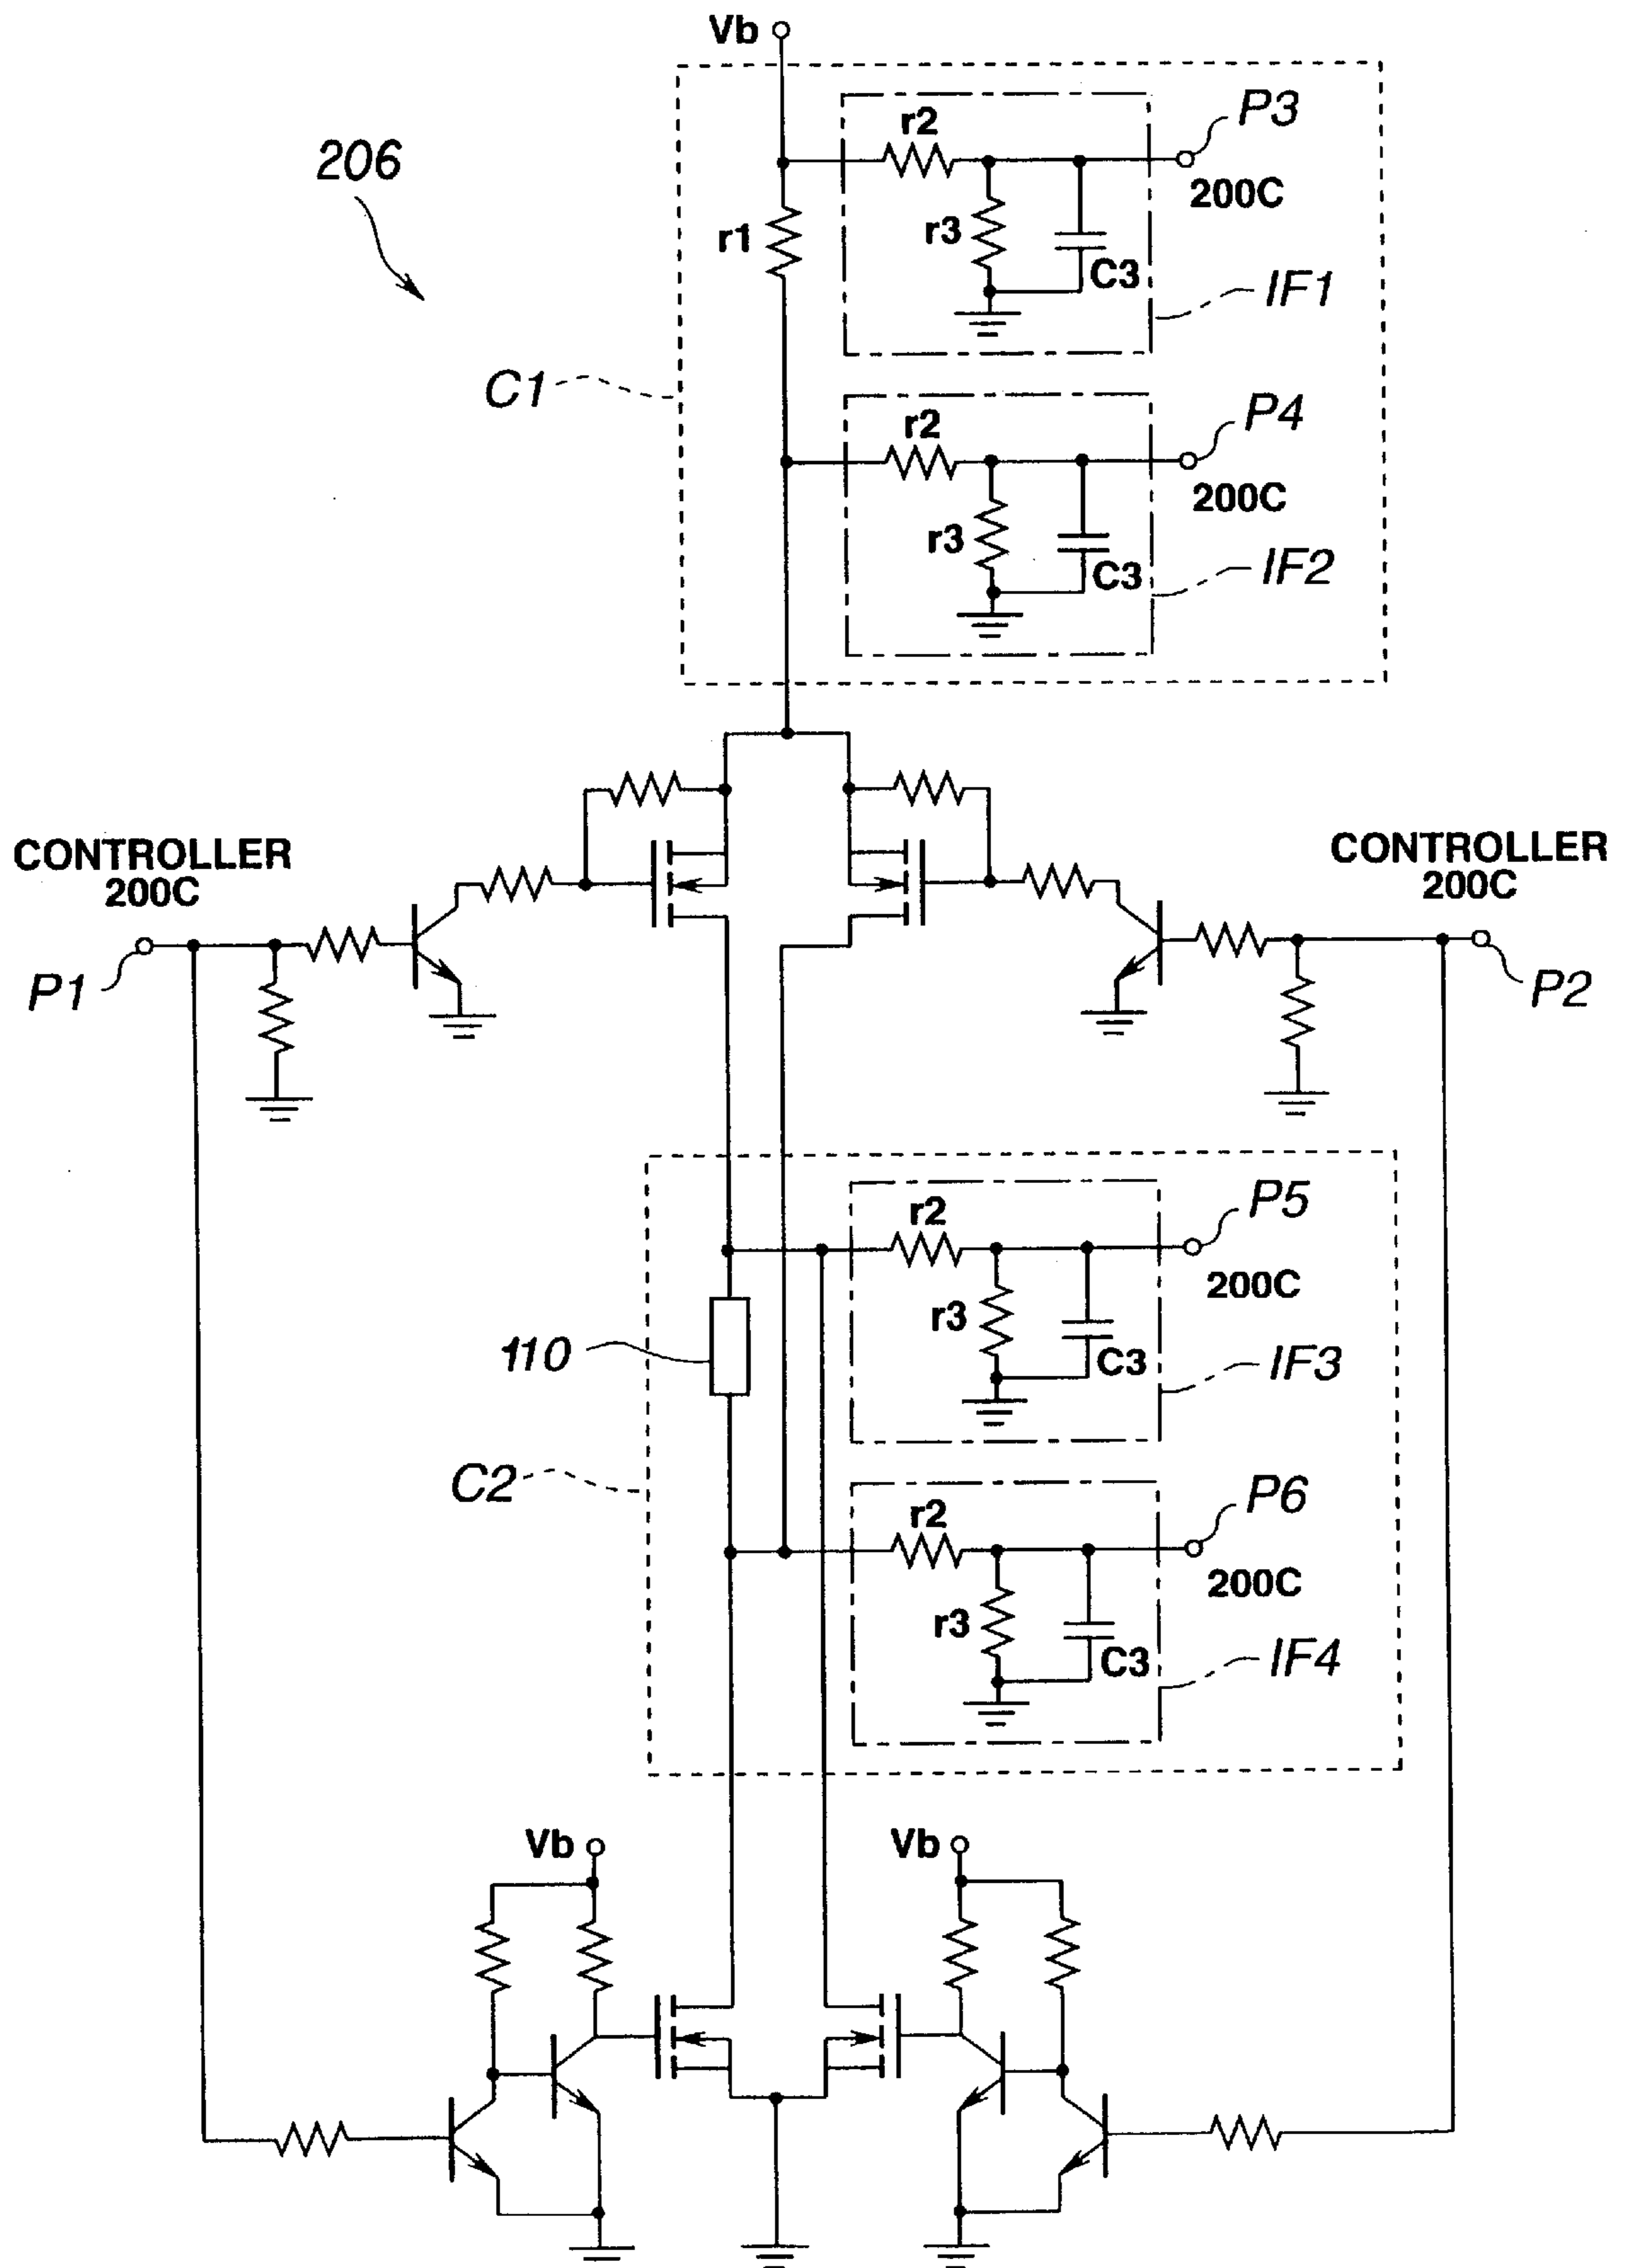 Vb
r2
P3
206
200C
r1
r3
C3
IF1
C1
r2
P4
200C
r3
C3
IF2
CONTROLLER
200C
CONTROLLER
200C
P1
P2
r2
P5
200C
r3
110
C3
IF3
C2
r2
P6
200C
r3
C3
IF4
Vb
Vb